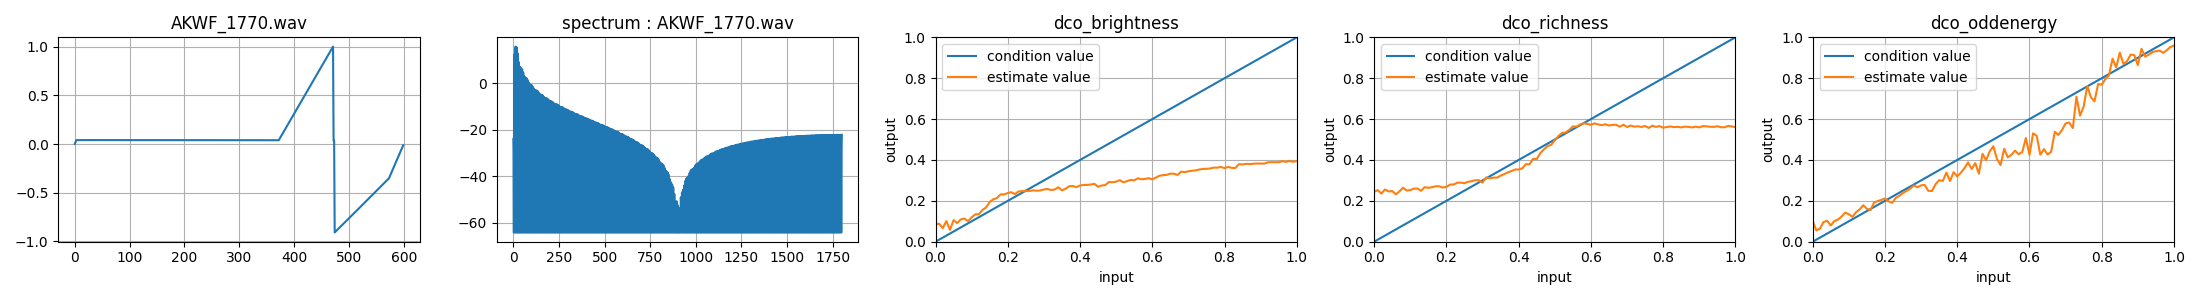 AKWF_1770.wav
1.0
0.5
0.0
−0.5
−1.0
0 100 200 300 400 500 600
spectrum : AKWF_1770.wav
0
−20
−40
−60
0 250 500 750 1000 1250 1500 1750
dco_brightness
condition value
estimate value
output
1.0
0.8
0.6
0.4
0.2
0.0
0.0 0.2 0.4 0.6 0.8 1.0
input
dco_richness
condition value
estimate value
output
1.0
0.8
0.6
0.4
0.2
0.0
0.0 0.2 0.4 0.6 0.8 1.0
input
dco_oddenergy
condition value
estimate value
output
1.0
0.8
0.6
0.4
0.2
0.0
0.0 0.2 0.4 0.6 0.8 1.0
input